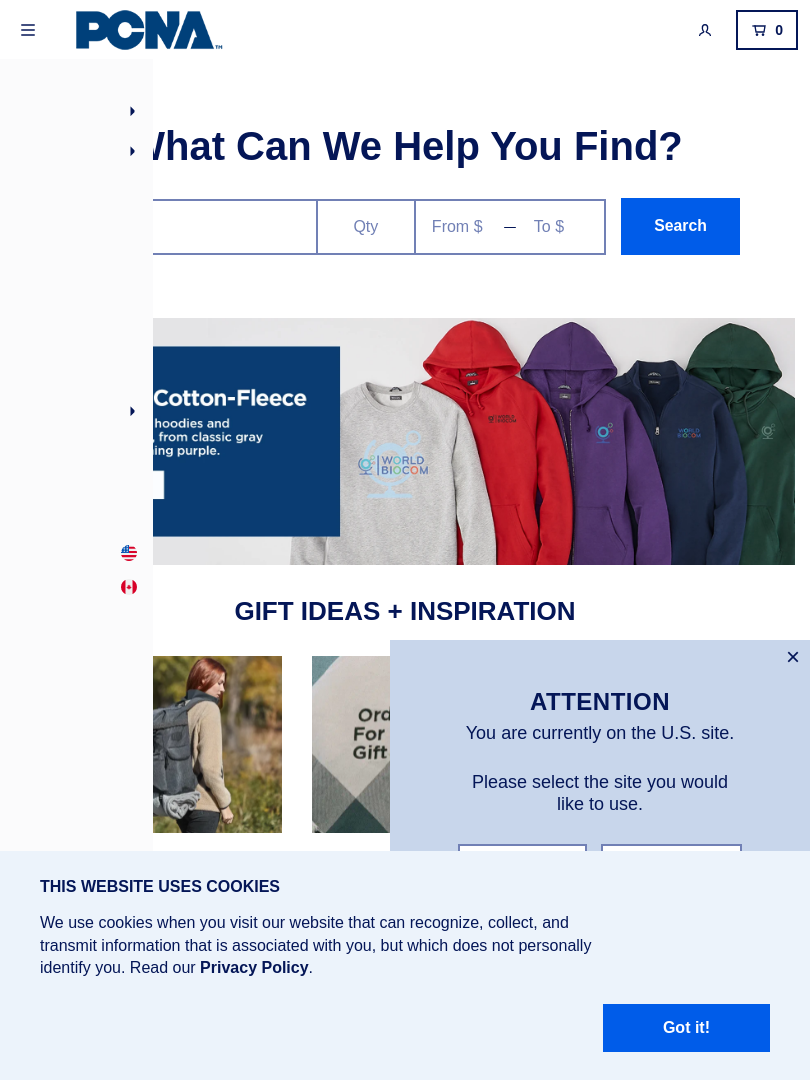 PCNA™
0
What Can We Help You Find?
Qty
From $
—
To $
Search
Cotton-Fleece
hoodies and
, from classic gray
ing purple.
WORLD
BIOCOM
WORLD
BIOCOM
WORLD
BIOCOM
GIFT IDEAS + INSPIRATION
For
Gift
ATTENTION
You are currently on the U.S. site.
Please select the site you would
like to use.
THIS WEBSITE USES COOKIES
We use cookies when you visit our website that can recognize, collect, and
transmit information that is associated with you, but which does not personally
identify you. Read our Privacy Policy.
Got it!